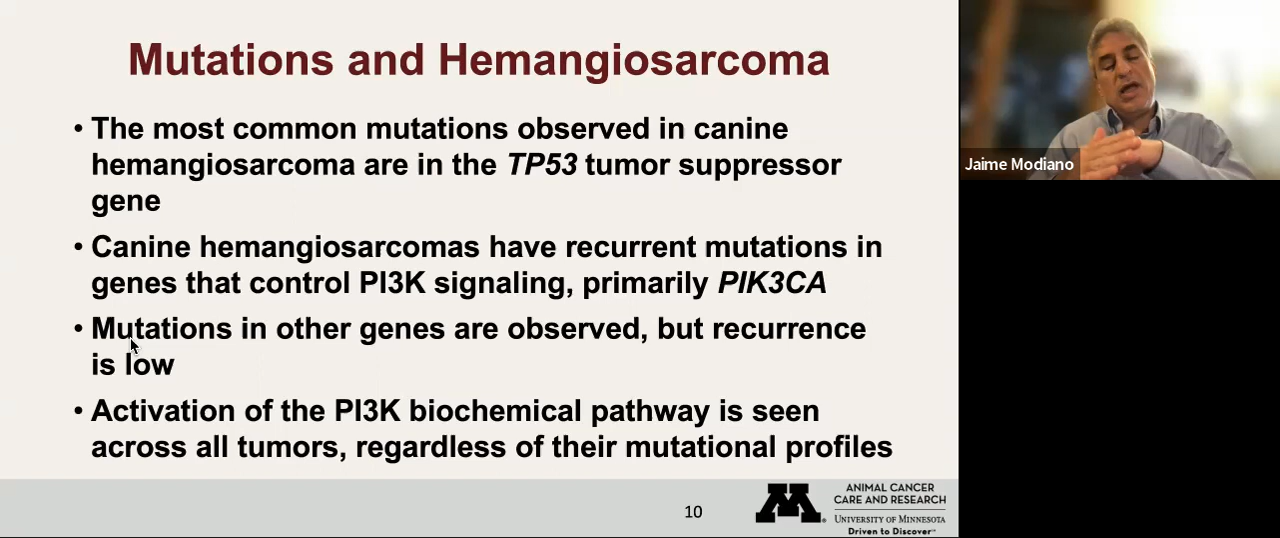 Mutations and Hemangiosarcoma
• The most common mutations observed in canine
hemangiosarcoma are in the TP53 tumor suppressor
gene
• Canine hemangiosarcomas have recurrent mutations in
genes that control PI3K signaling, primarily PIK3CA
• Mutations in other genes are observed, but recurrence
is low
• Activation of the PI3K biochemical pathway is seen
across all tumors, regardless of their mutational profiles
10
M
ANIMAL CANCER
CARE AND RESEARCH
UNIVERSITY OF MINNESOTA
Driven to Discover℠
Jaime Modiano